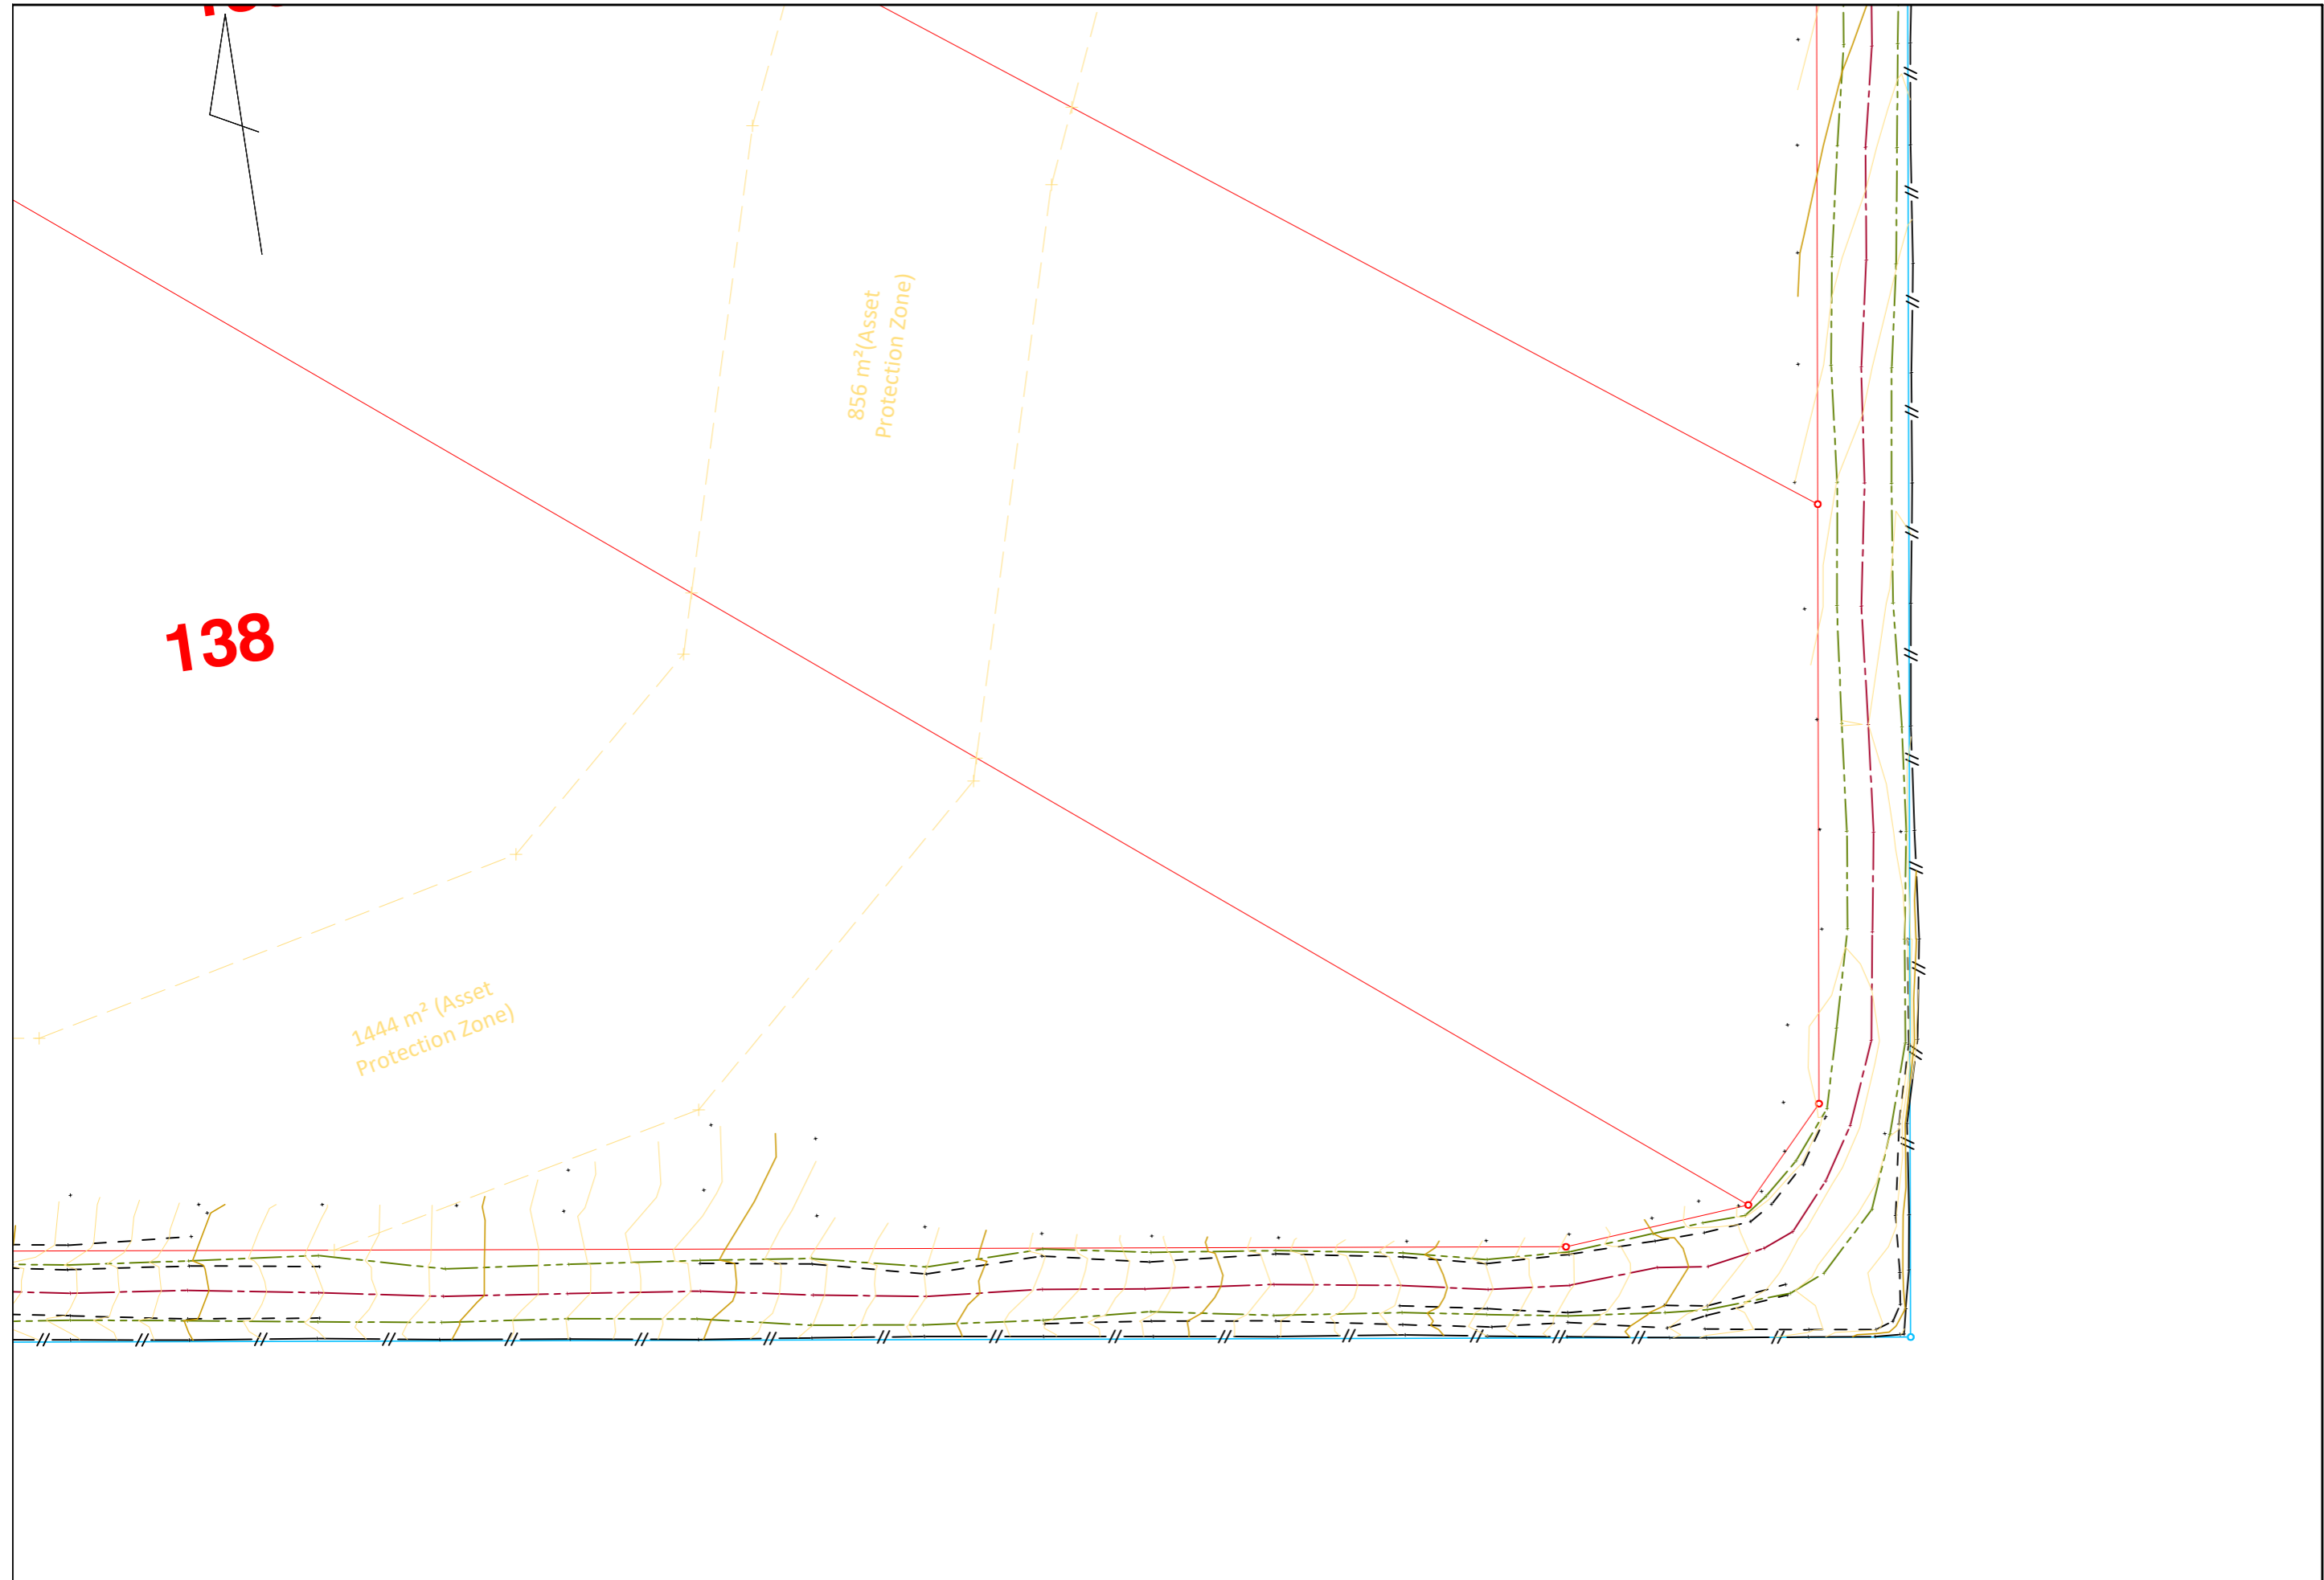 856 m²(Asset
Protection Zone)
138
1444 m² (Asset
Protection Zone)